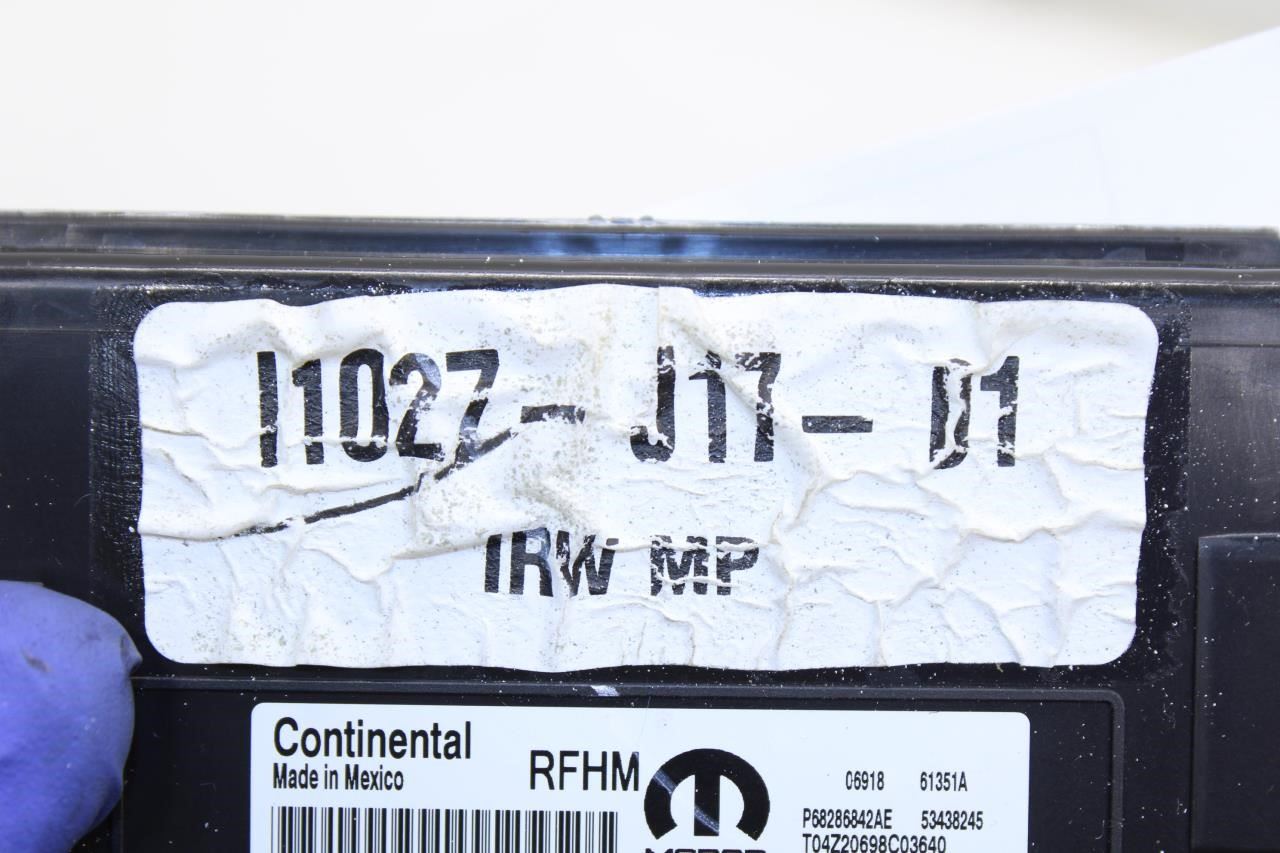 I1027- J17 - D1
IRW MP
Continental
Made in Mexico
RFHM
06918 61351A
P68286842AE 53438245
T04Z20698C03640